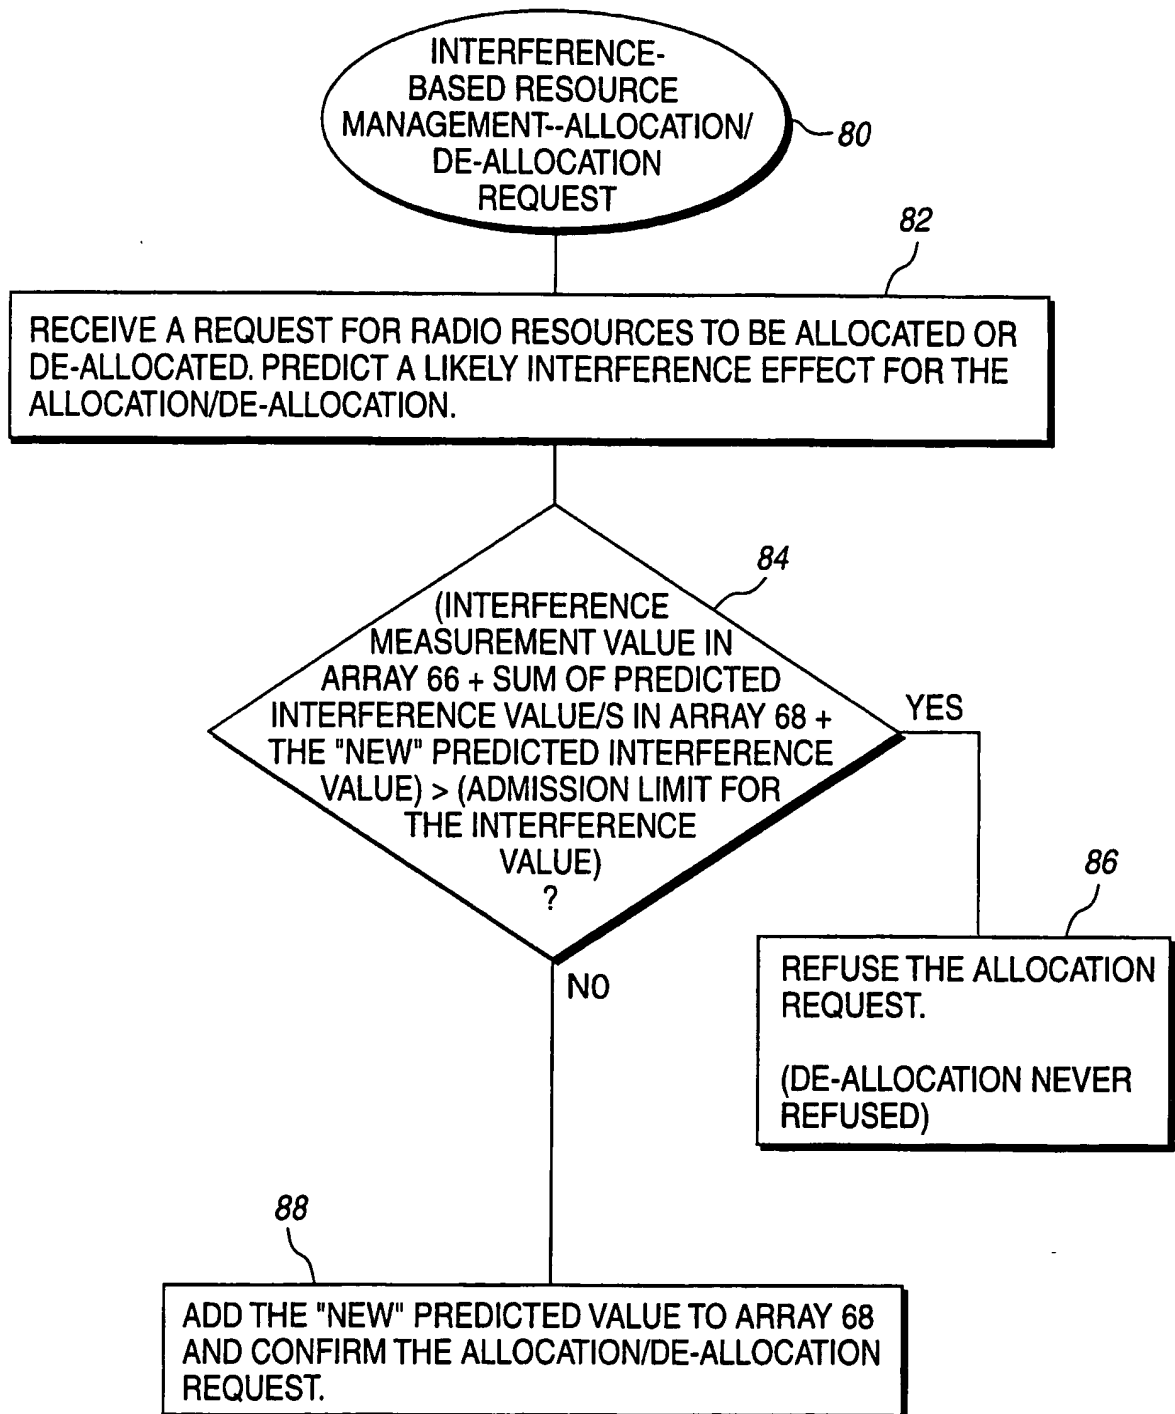 INTERFERENCE-
BASED RESOURCE
MANAGEMENT--ALLOCATION/
DE-ALLOCATION
REQUEST
80
82
RECEIVE A REQUEST FOR RADIO RESOURCES TO BE ALLOCATED OR
DE-ALLOCATED. PREDICT A LIKELY INTERFERENCE EFFECT FOR THE
ALLOCATION/DE-ALLOCATION.
84
(INTERFERENCE
MEASUREMENT VALUE IN
ARRAY 66 + SUM OF PREDICTED
INTERFERENCE VALUE/S IN ARRAY 68 +
THE "NEW" PREDICTED INTERFERENCE
VALUE) > (ADMISSION LIMIT FOR
THE INTERFERENCE
VALUE)
?
YES
NO
86
REFUSE THE ALLOCATION
REQUEST.
(DE-ALLOCATION NEVER
REFUSED)
88
ADD THE "NEW" PREDICTED VALUE TO ARRAY 68
AND CONFIRM THE ALLOCATION/DE-ALLOCATION
REQUEST.